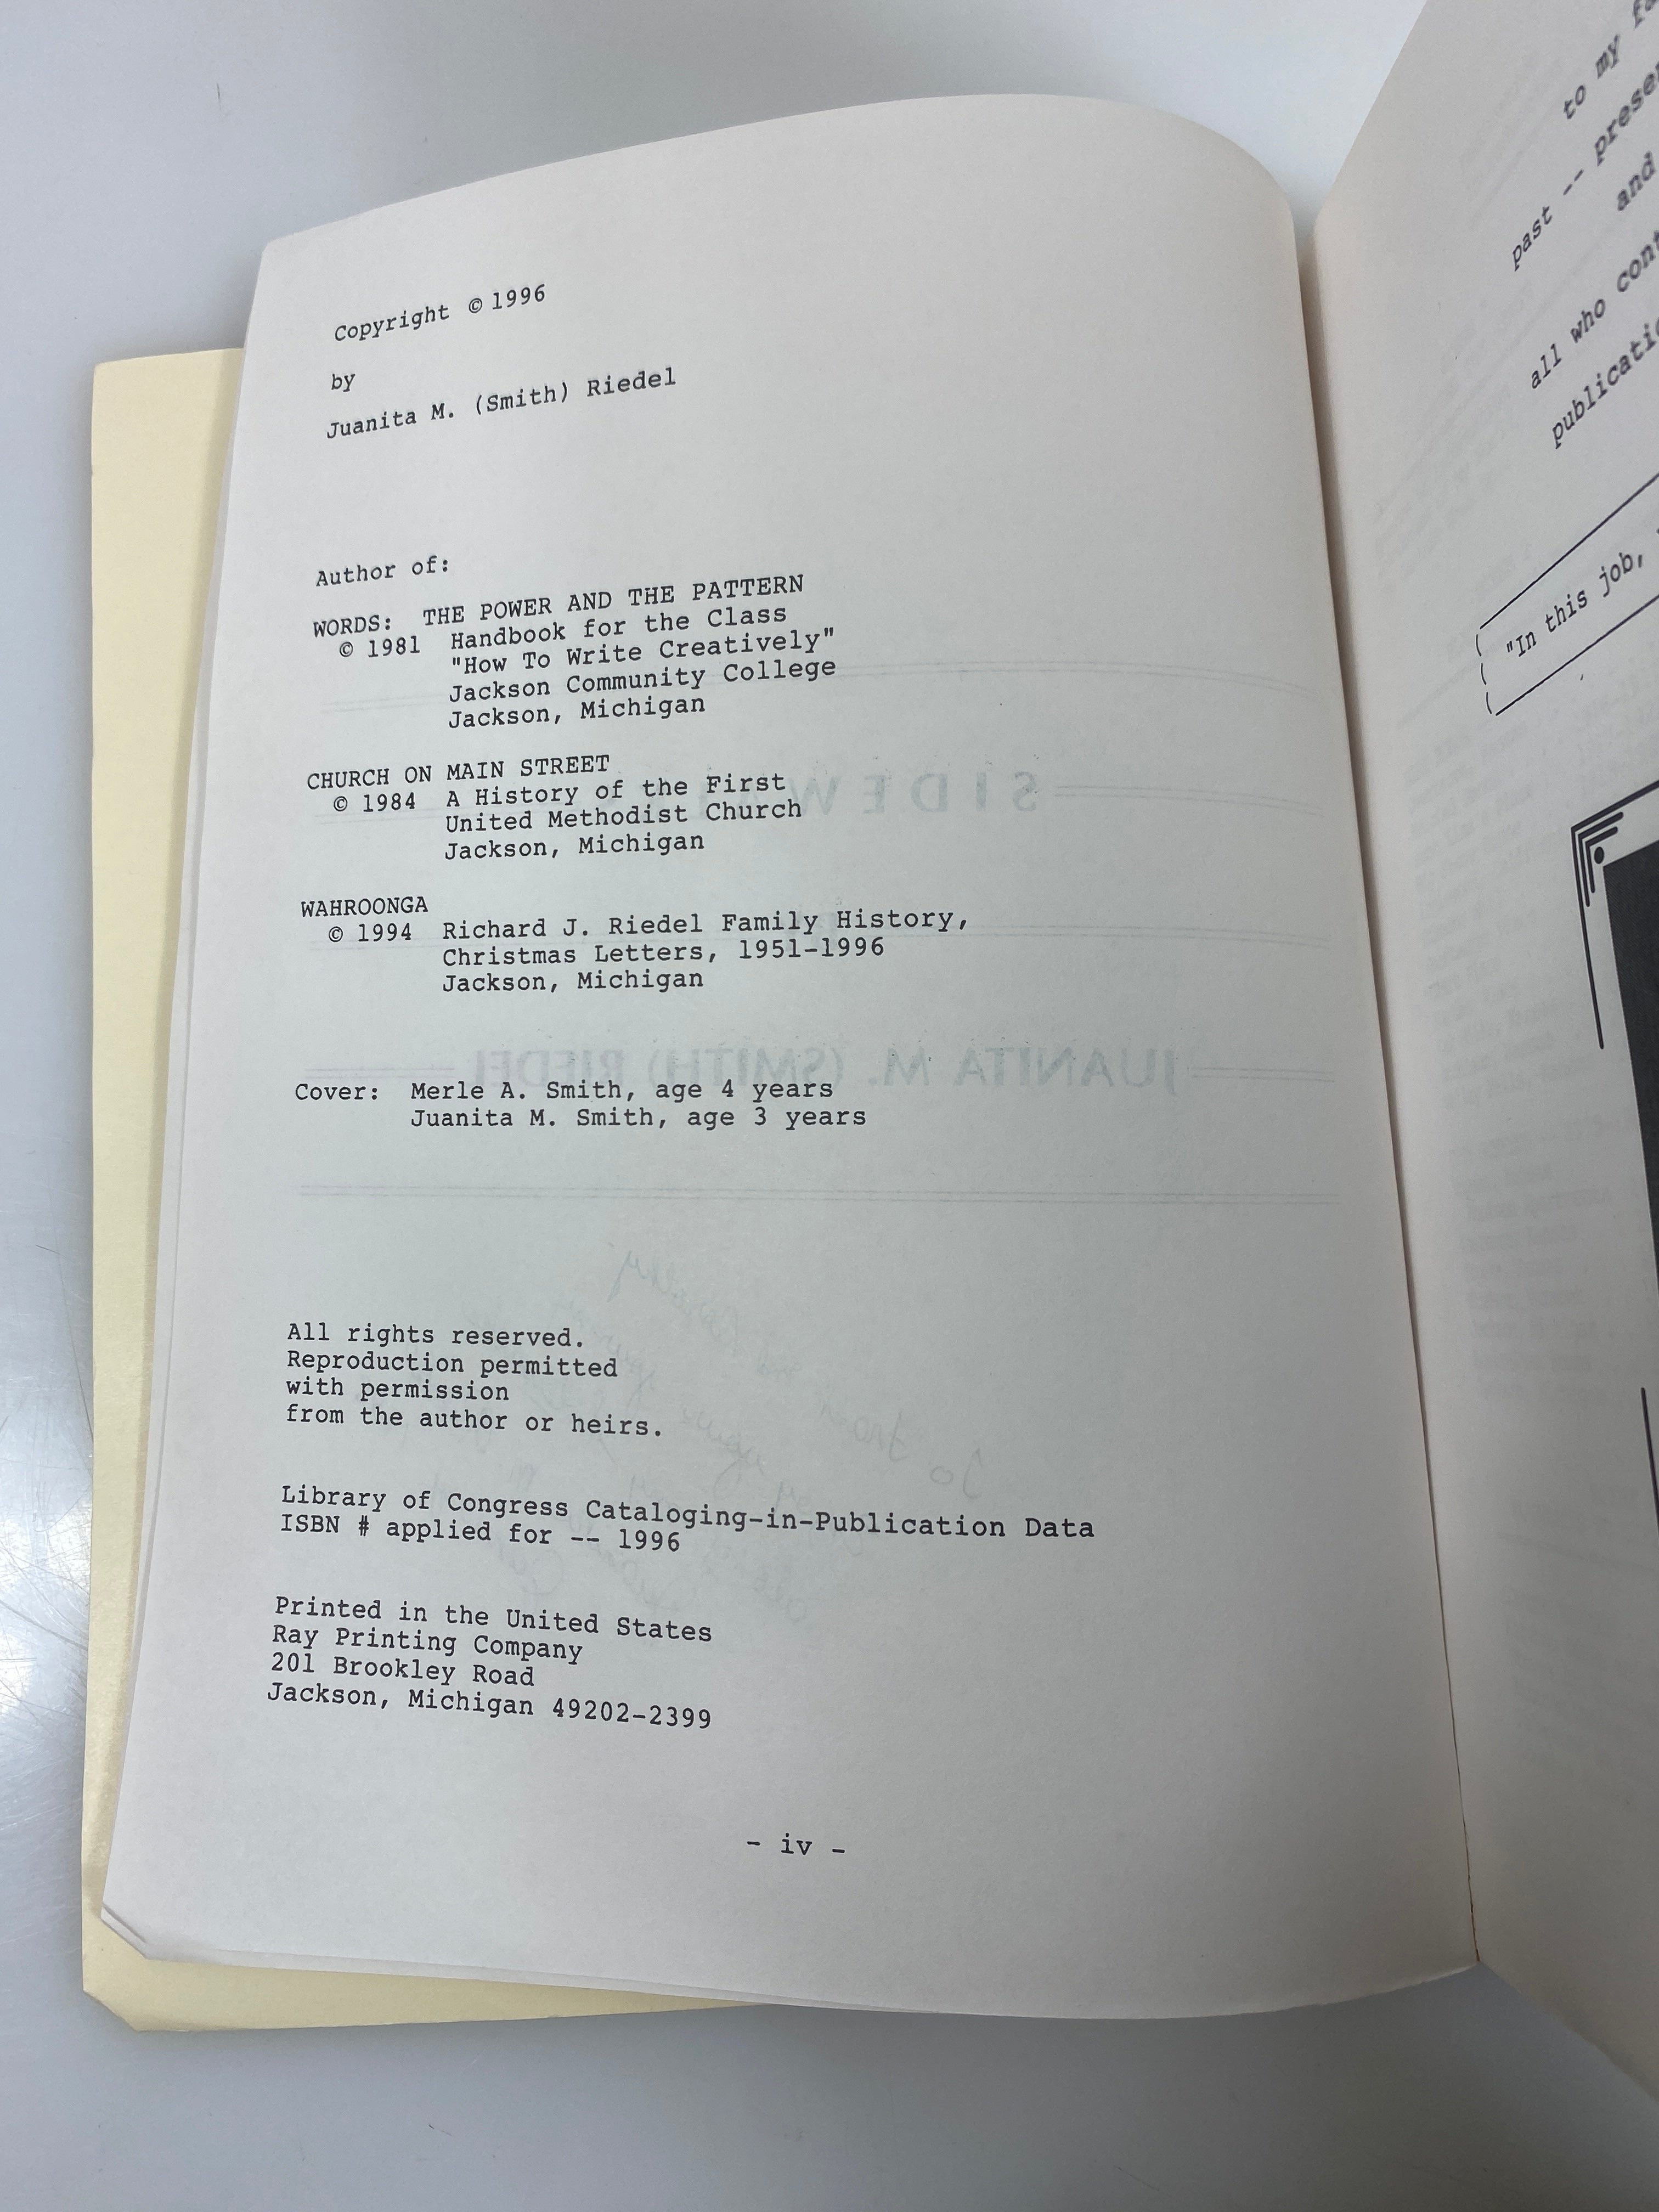 Copyright © 1996
by
Juanita M. (Smith) Riedel
Author of:
WORDS: THE POWER AND THE PATTERN
© 1981 Handbook for the Class
"How To Write Creatively"
Jackson Community College
Jackson, Michigan
CHURCH ON MAIN STREET
© 1984 A History of the First
United Methodist Church
Jackson, Michigan
WAHROONGA
© 1994 Richard J. Riedel Family History,
Christmas Letters, 1951-1996
Jackson, Michigan
Cover: Merle A. Smith, age 4 years
Juanita M. Smith, age 3 years
All rights reserved.
Reproduction permitted
with permission
from the author or heirs.
Library of Congress Cataloging-in-Publication Data
ISBN # applied for -- 1996
Printed in the United States
Ray Printing Company
201 Brookley Road
Jackson, Michigan 49202-2399
- iv -
to my
past --
and
all who
"In this job,
JUANITA M. (SMITH) RIEDEL